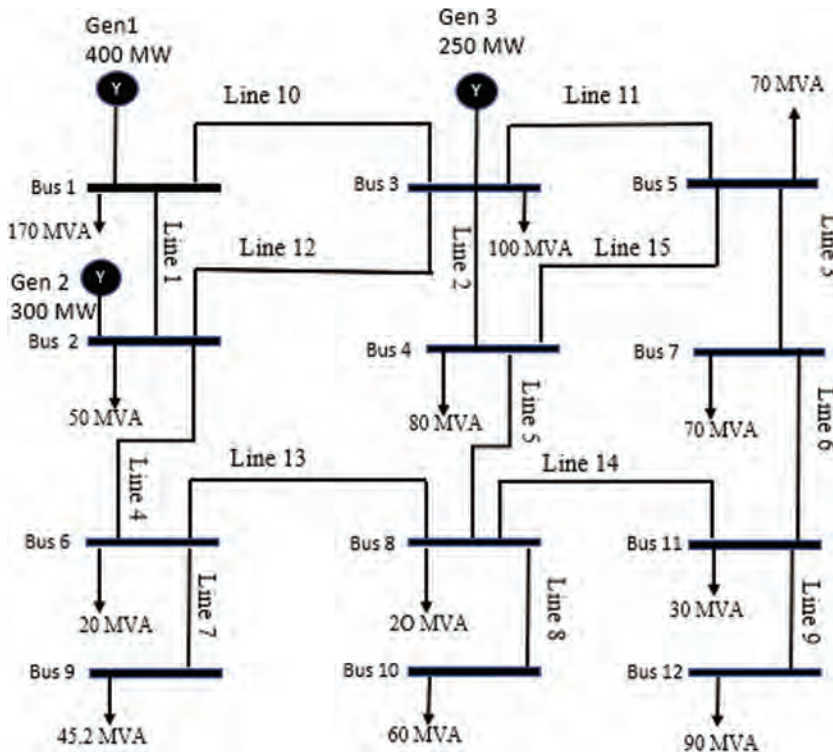 Gen1
400 MW
Y
Gen 3
250 MW
Y
Line 10
Line 11
70 MVA
Bus 1
Bus 3
Bus 5
170 MVA
Line 1
Line 12
Line 2
100 MVA
Line 15
Line 3
Gen 2
300 MW
Y
Bus 2
Bus 4
Bus 7
50 MVA
80 MVA
Line 5
70 MVA
Line 6
Line 4
Line 13
Line 14
Bus 6
Bus 8
Bus 11
20 MVA
Line 7
2O MVA
Line 8
30 MVA
Line 9
Bus 9
Bus 10
Bus 12
45.2 MVA
60 MVA
90 MVA